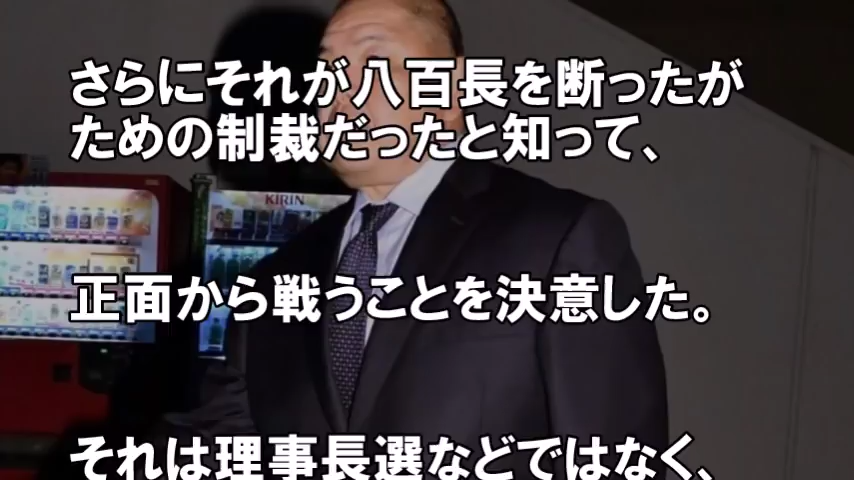 さらにそれが八百長を断ったが
ための制裁だったと知って、
KIRIN
正面から戦うことを決意した。
それは理事長選などではなく、